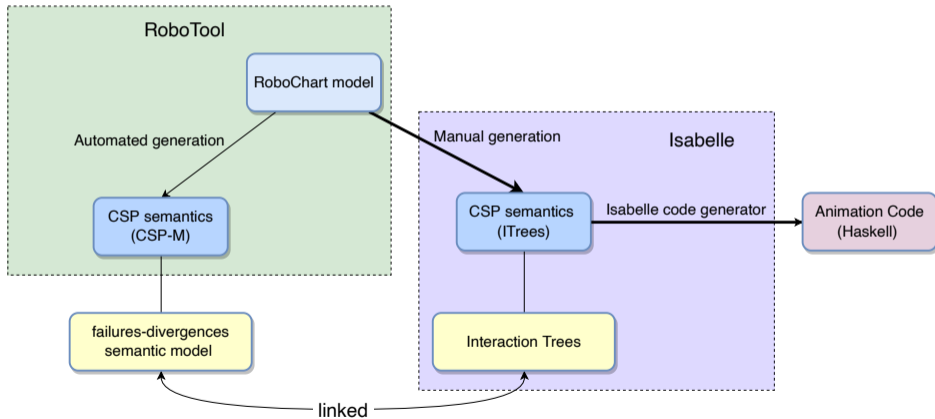 RoboTool
RoboChart model
Automated generation
Manual generation
Isabelle
CSP semantics
(CSP-M)
CSP semantics
(ITrees)
Isabelle code generator
Animation Code
(Haskell)
failures-divergences
semantic model
Interaction Trees
linked